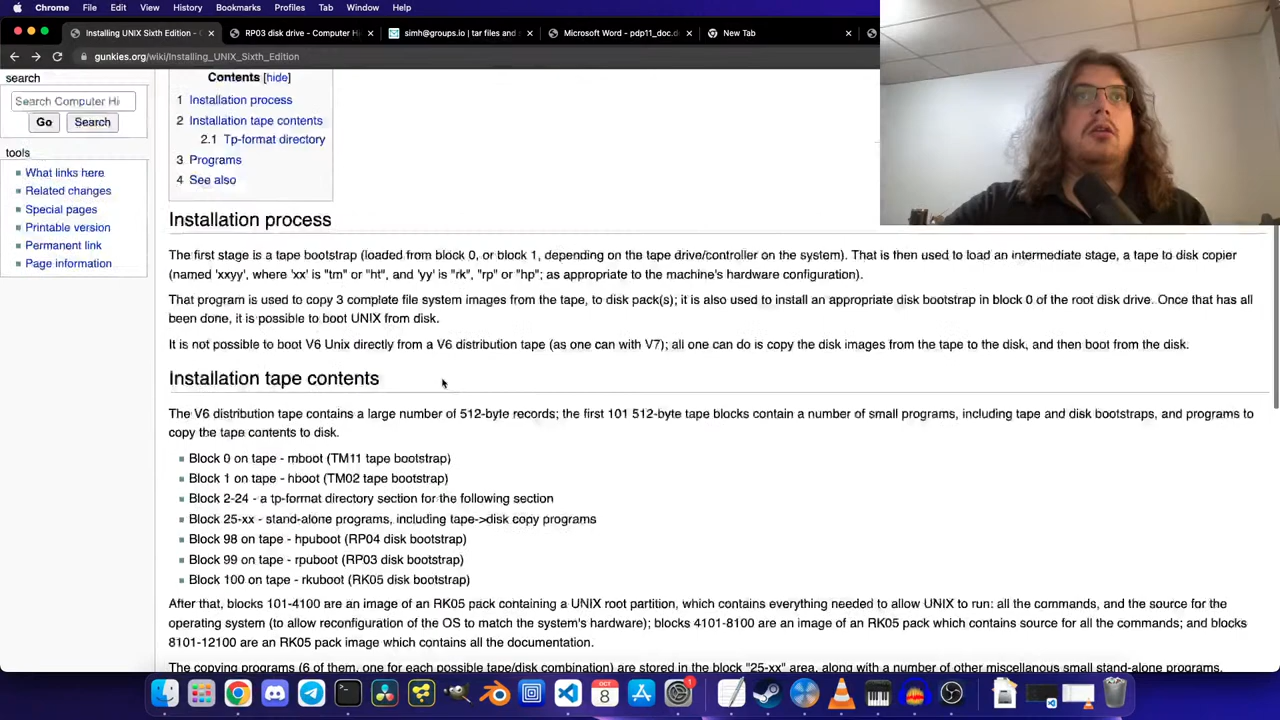 Chrome File Edit View History Bookmarks Profiles Tab Window Help
Installing UNIX Sixth Edition - RP03 disk drive - Computer Hi simh@groups.io | tar files and s Microsoft Word - pdp11_doc.d New Tab
gunkies.org/wiki/Installing_UNIX_Sixth_Edition
search
Search Computer Hi
Go Search
tools
What links here
Related changes
Special pages
Printable version
Permanent link
Page information
Contents [hide]
1 Installation process
2 Installation tape contents
2.1 Tp-format directory
3 Programs
4 See also
Installation process
The first stage is a tape bootstrap (loaded from block 0, or block 1, depending on the tape drive/controller on the system). That is then used to load an intermediate stage, a tape to disk copier
(named 'xxyy', where 'xx' is "tm" or "ht", and 'yy' is "rk", "rp" or "hp"; as appropriate to the machine's hardware configuration).
That program is used to copy 3 complete file system images from the tape, to disk pack(s); it is also used to install an appropriate disk bootstrap in block 0 of the root disk drive. Once that has all
been done, it is possible to boot UNIX from disk.
It is not possible to boot V6 Unix directly from a V6 distribution tape (as one can with V7); all one can do is copy the disk images from the tape to the disk, and then boot from the disk.
Installation tape contents
The V6 distribution tape contains a large number of 512-byte records; the first 101 512-byte tape blocks contain a number of small programs, including tape and disk bootstraps, and programs to
copy the tape contents to disk.
Block 0 on tape - mboot (TM11 tape bootstrap)
Block 1 on tape - hboot (TM02 tape bootstrap)
Block 2-24 - a tp-format directory section for the following section
Block 25-xx - stand-alone programs, including tape->disk copy programs
Block 98 on tape - hpuboot (RP04 disk bootstrap)
Block 99 on tape - rpuboot (RP03 disk bootstrap)
Block 100 on tape - rkuboot (RK05 disk bootstrap)
After that, blocks 101-4100 are an image of an RK05 pack containing a UNIX root partition, which contains everything needed to allow UNIX to run: all the commands, and the source for the
operating system (to allow reconfiguration of the OS to match the system's hardware); blocks 4101-8100 are an image of an RK05 pack which contains source for all the commands; and blocks
8101-12100 are an RK05 pack image which contains all the documentation.
The copying programs (6 of them, one for each possible tape/disk combination) are stored in the block "25-xx" area, along with a number of other miscellaneous small stand-alone programs.
OCT
8
1